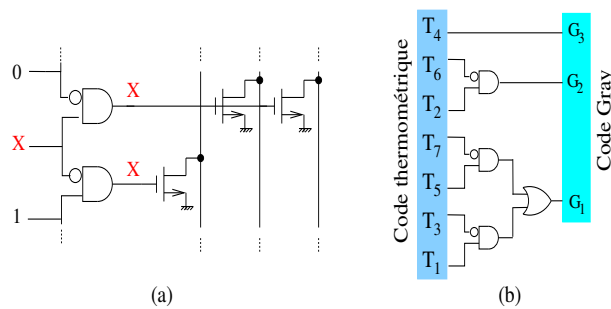 0
X
X
X
1
(a)
Code thermométrique
T4
T6
T2
T7
T5
T3
T1
G3
G2
G1
Code Gray
(b)